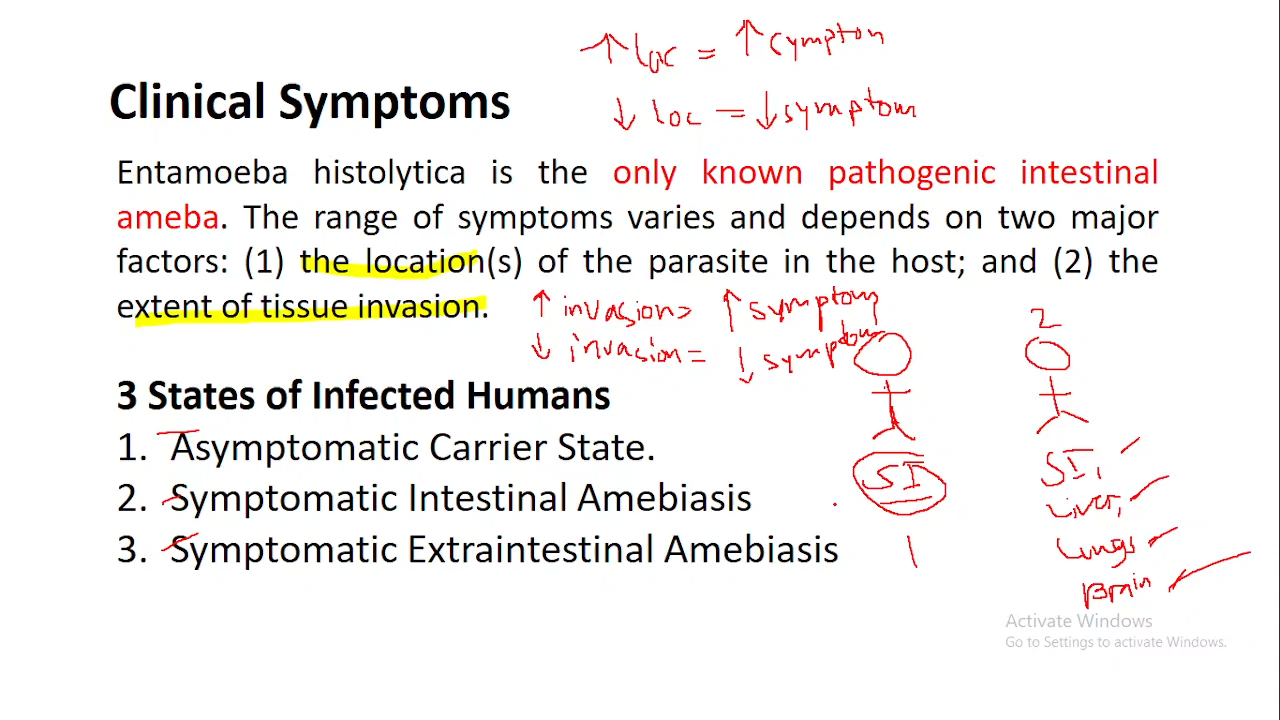 ↑ Loc = ↑ symptom
↓ Loc = ↓ symptom
Clinical Symptoms
Entamoeba histolytica is the only known pathogenic intestinal
ameba. The range of symptoms varies and depends on two major
factors: (1) the location(s) of the parasite in the host; and (2) the
extent of tissue invasion.
↑ invasion = ↑ symptom
↓ invasion = ↓ symptom
2
3 States of Infected Humans
1. Asymptomatic Carrier State.
2. Symptomatic Intestinal Amebiasis
3. Symptomatic Extraintestinal Amebiasis
SI
1
SI,
Liver,
Lungs
Brain
Activate Windows
Go to Settings to activate Windows.